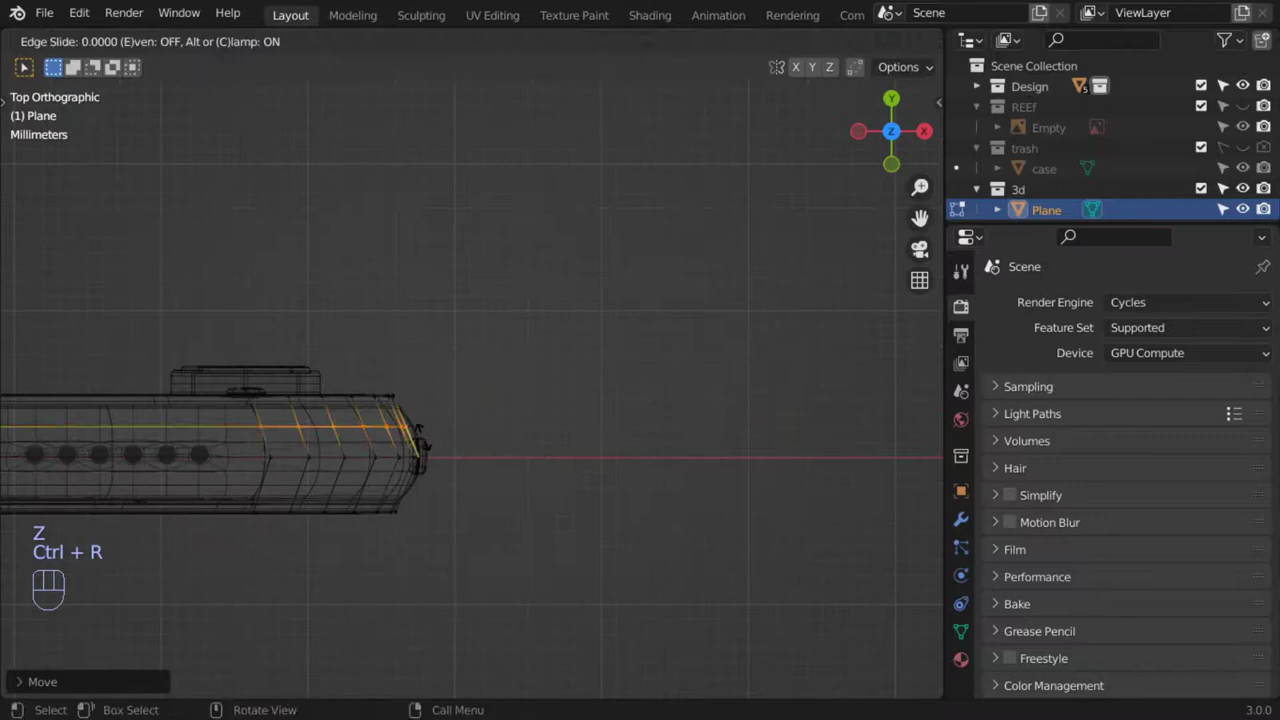 File Edit Render Window Help Layout Modeling Sculpting UV Editing Texture Paint Shading Animation Rendering Com Scene ViewLayer
Edge Slide: 0.0000 (E)ven: OFF, Alt or (C)lamp: ON
X Y Z Options
Top Orthographic
(1) Plane
Millimeters
Y
Z
X
Z
Ctrl + R
Move
Scene Collection
Design 5
REEf
Empty
trash
case
3d
Plane
Scene
Render Engine Cycles
Feature Set Supported
Device GPU Compute
Sampling
Light Paths
Volumes
Hair
Simplify
Motion Blur
Film
Performance
Bake
Grease Pencil
Freestyle
Color Management
Select Box Select Rotate View Call Menu 3.0.0